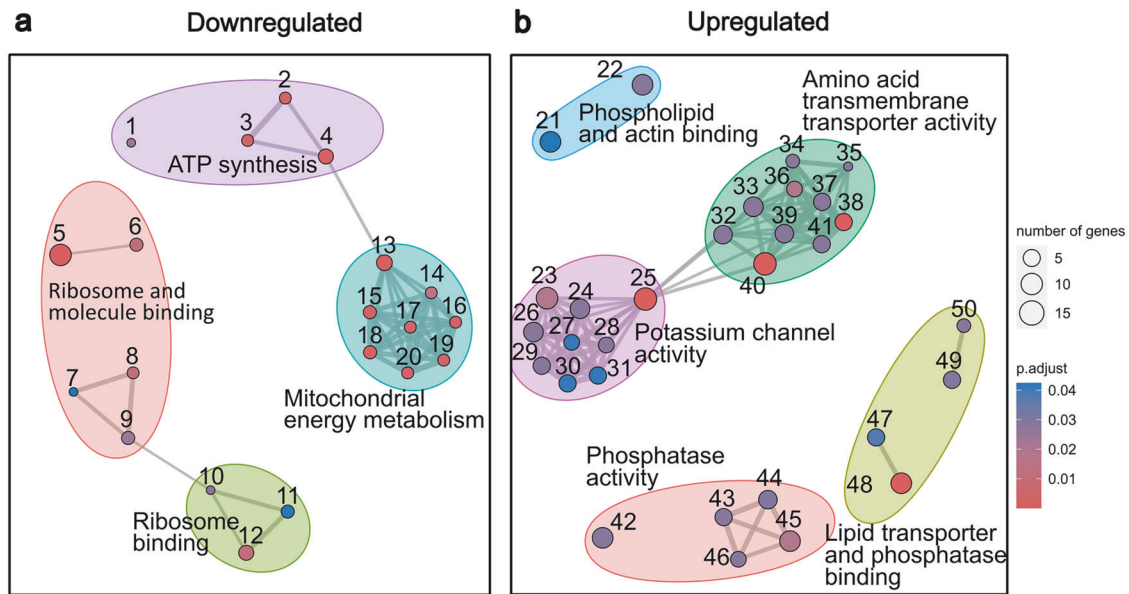 a Downregulated
1
2
3
4
ATP synthesis
5
6
Ribosome and
molecule binding
7
8
9
10
11
12
Ribosome
binding
13
14
15
16
17
18
19
20
Mitochondrial
energy metabolism
b Upregulated
21
22
Phospholipid
and actin binding
Amino acid
transmembrane
transporter activity
34
35
36
33
37
38
32
39
41
40
23
24
25
26
27
28
29
30
31
Potassium channel
activity
50
49
47
48
Lipid transporter
and phosphatase
binding
Phosphatase
activity
42
43
44
45
46
number of genes
5
10
15
p.adjust
0.04
0.03
0.02
0.01